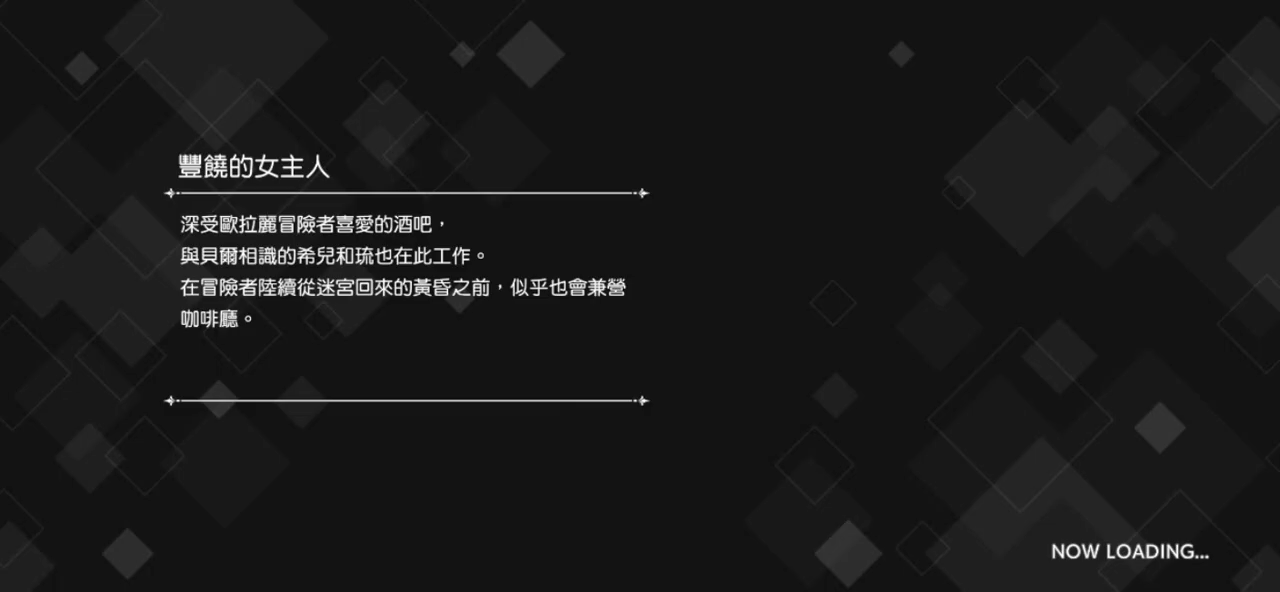 豐饒的女主人
深受歐拉麗冒險者喜愛的酒吧，
與貝爾相識的希兒和琉也在此工作。
在冒險者陸續從迷宮回來的黃昏之前，似乎也會兼營
咖啡廳。
NOW LOADING...